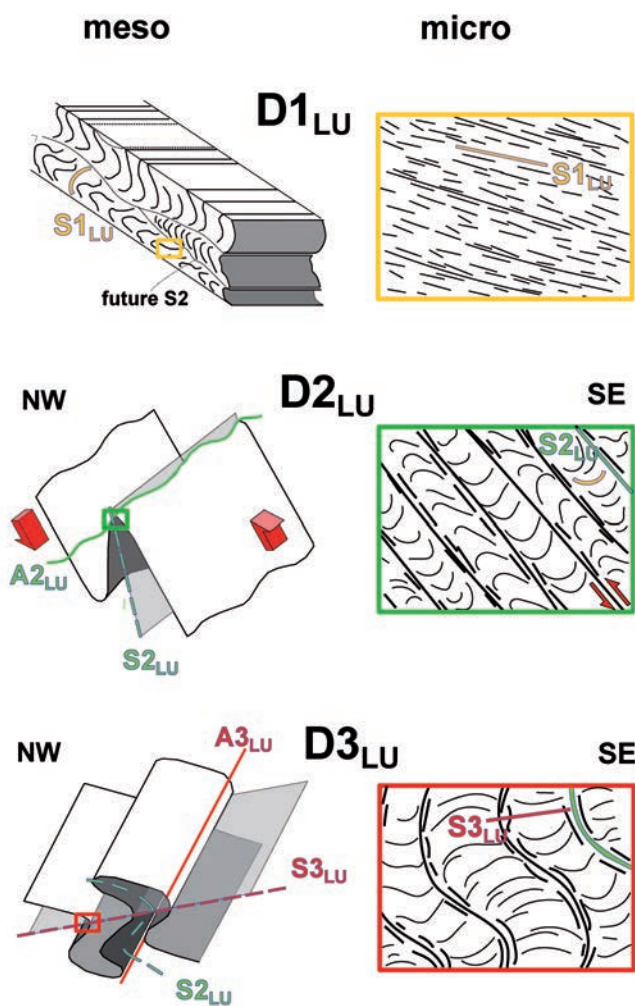 meso
micro
D1LU
S1LU
S1LU
future S2
NW
D2LU
SE
S2LU
A2LU
S2LU
NW
A3LU
D3LU
SE
S3LU
S3LU
S2LU